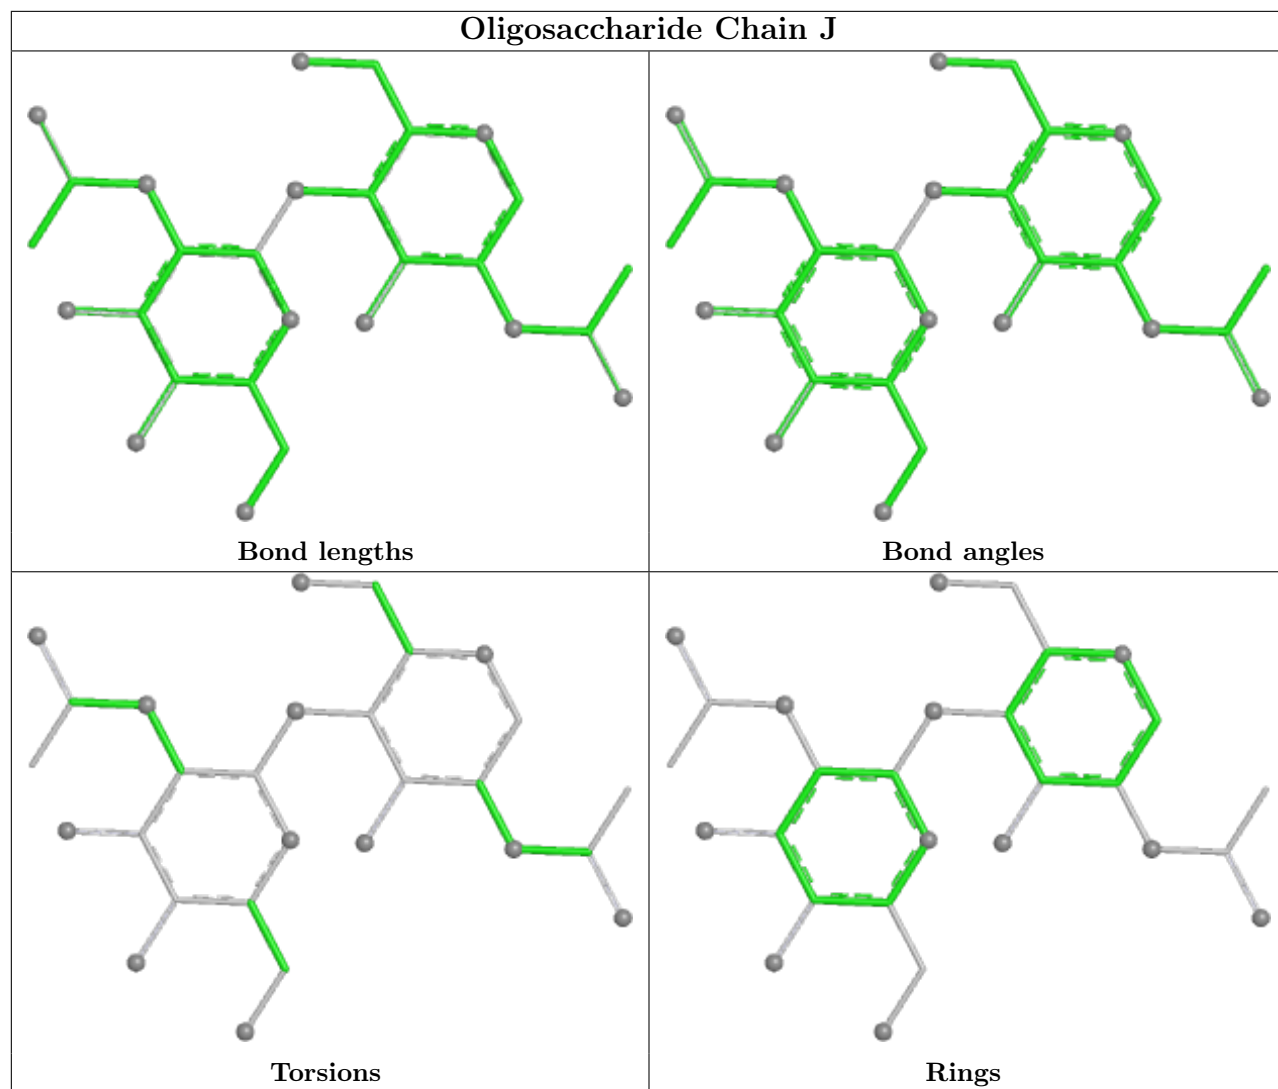 Oligosaccharide Chain J
Bond lengths
Bond angles
Torsions
Rings